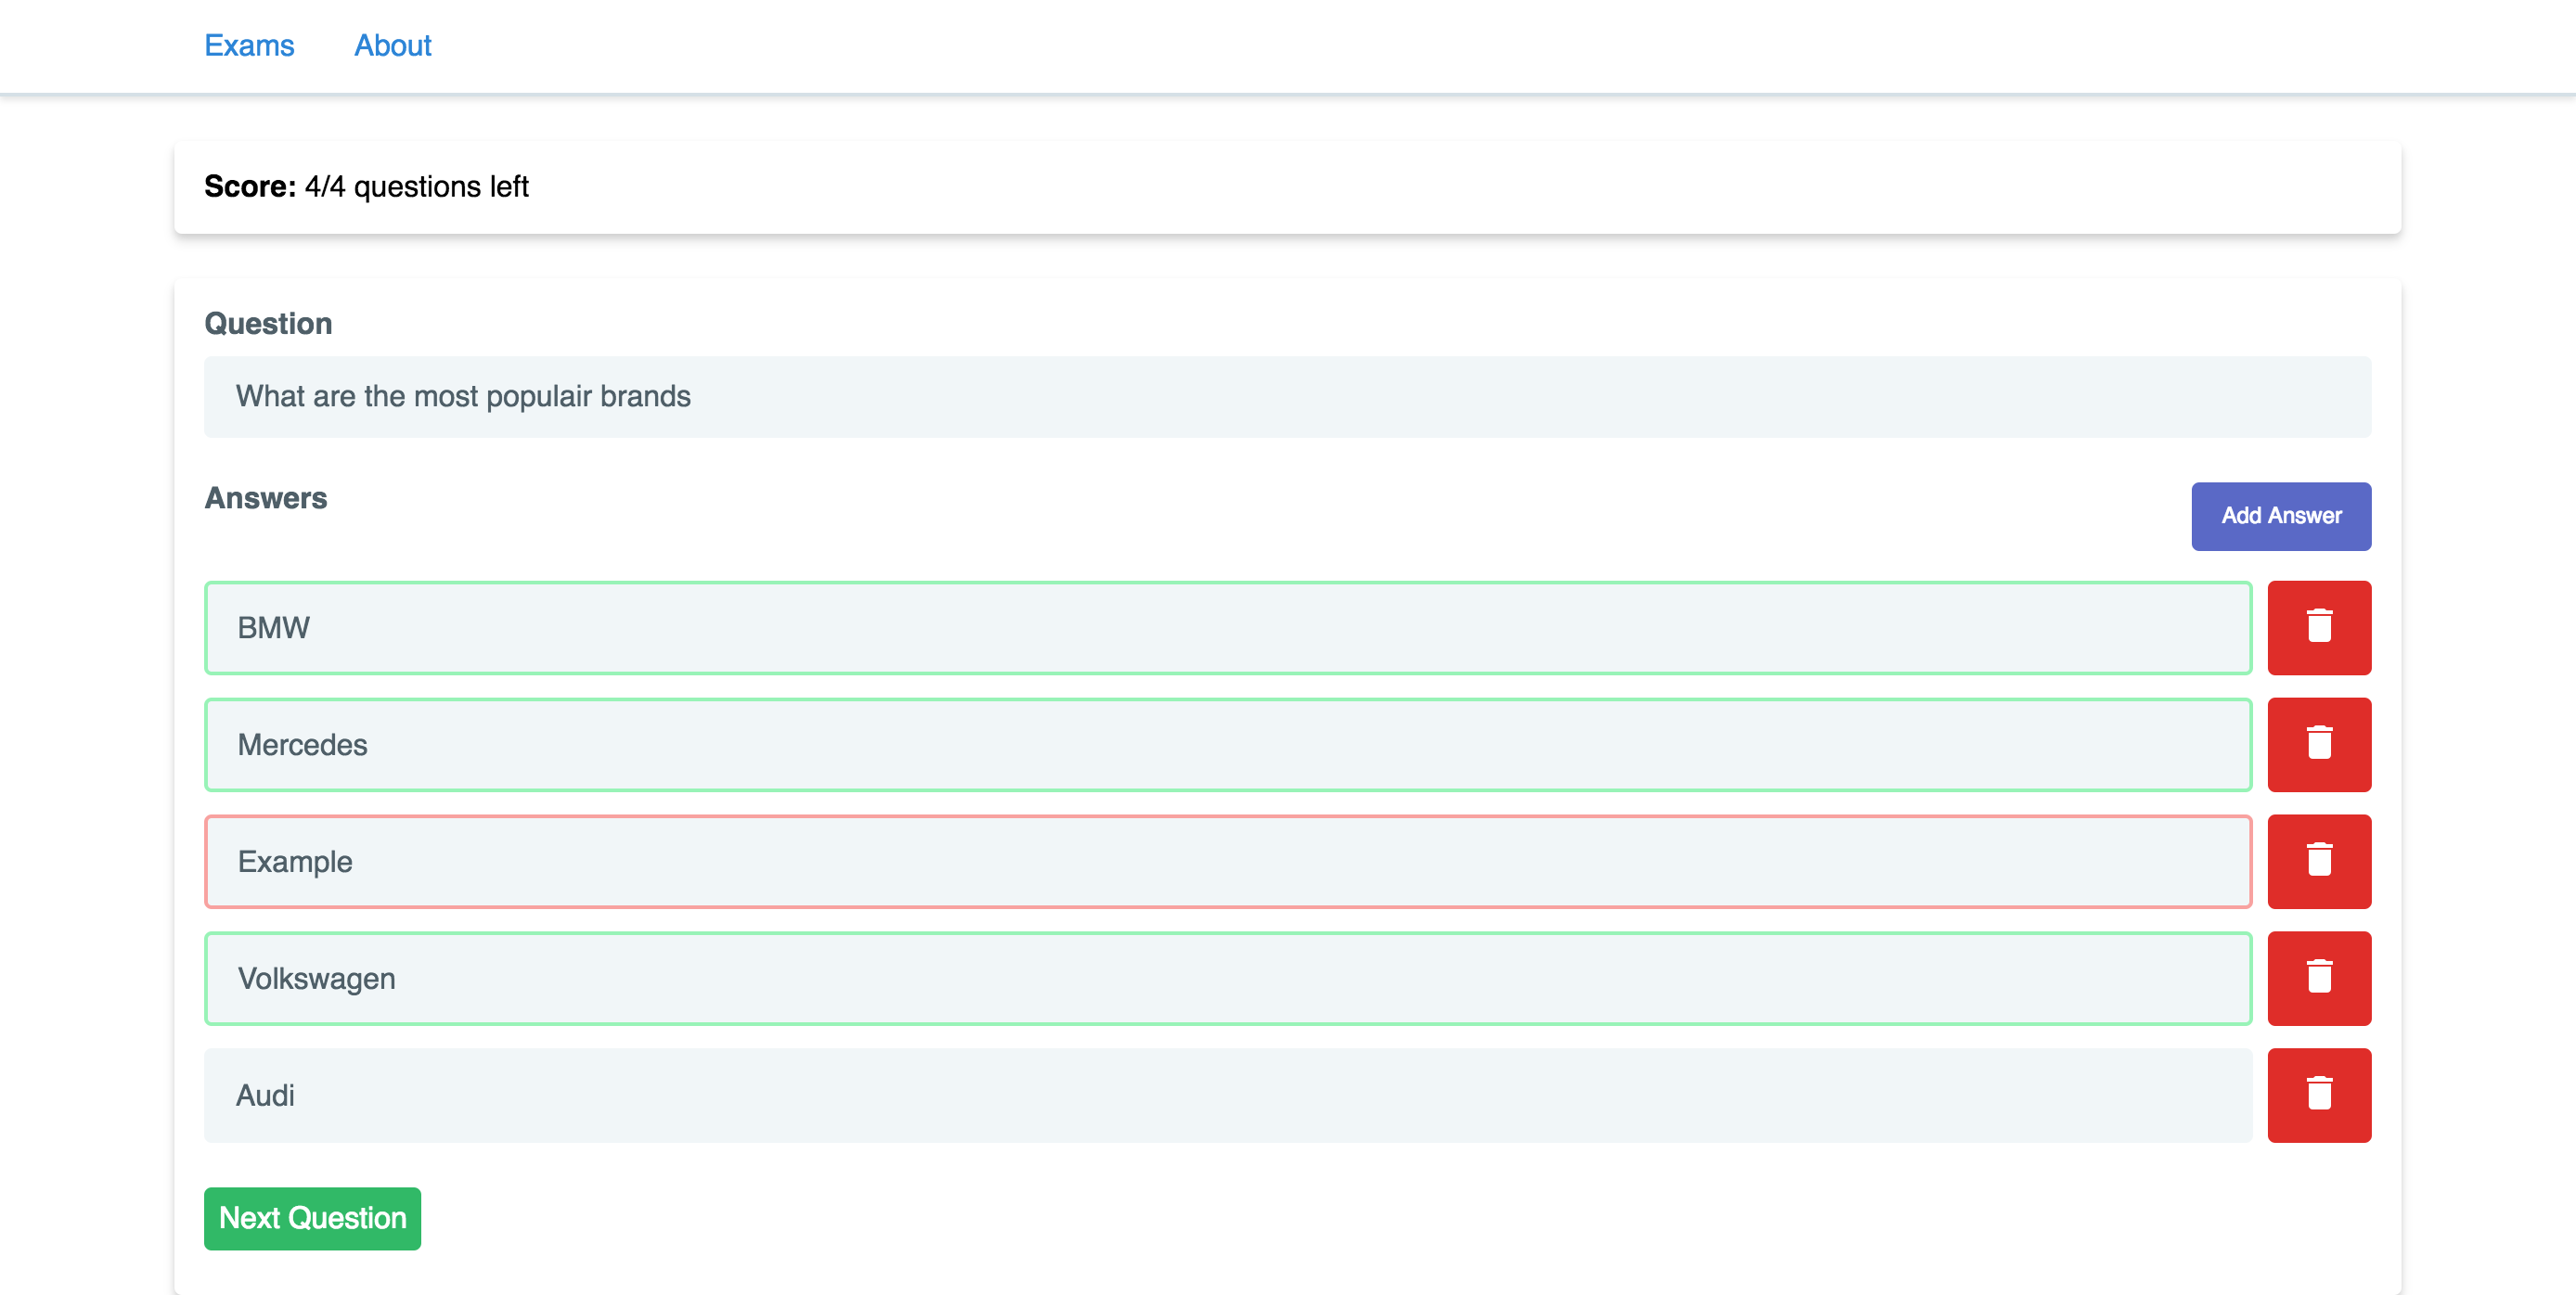 Exams About
Score: 4/4 questions left
Question
What are the most populair brands
Answers
Add Answer
BMW
Mercedes
Example
Volkswagen
Audi
Next Question